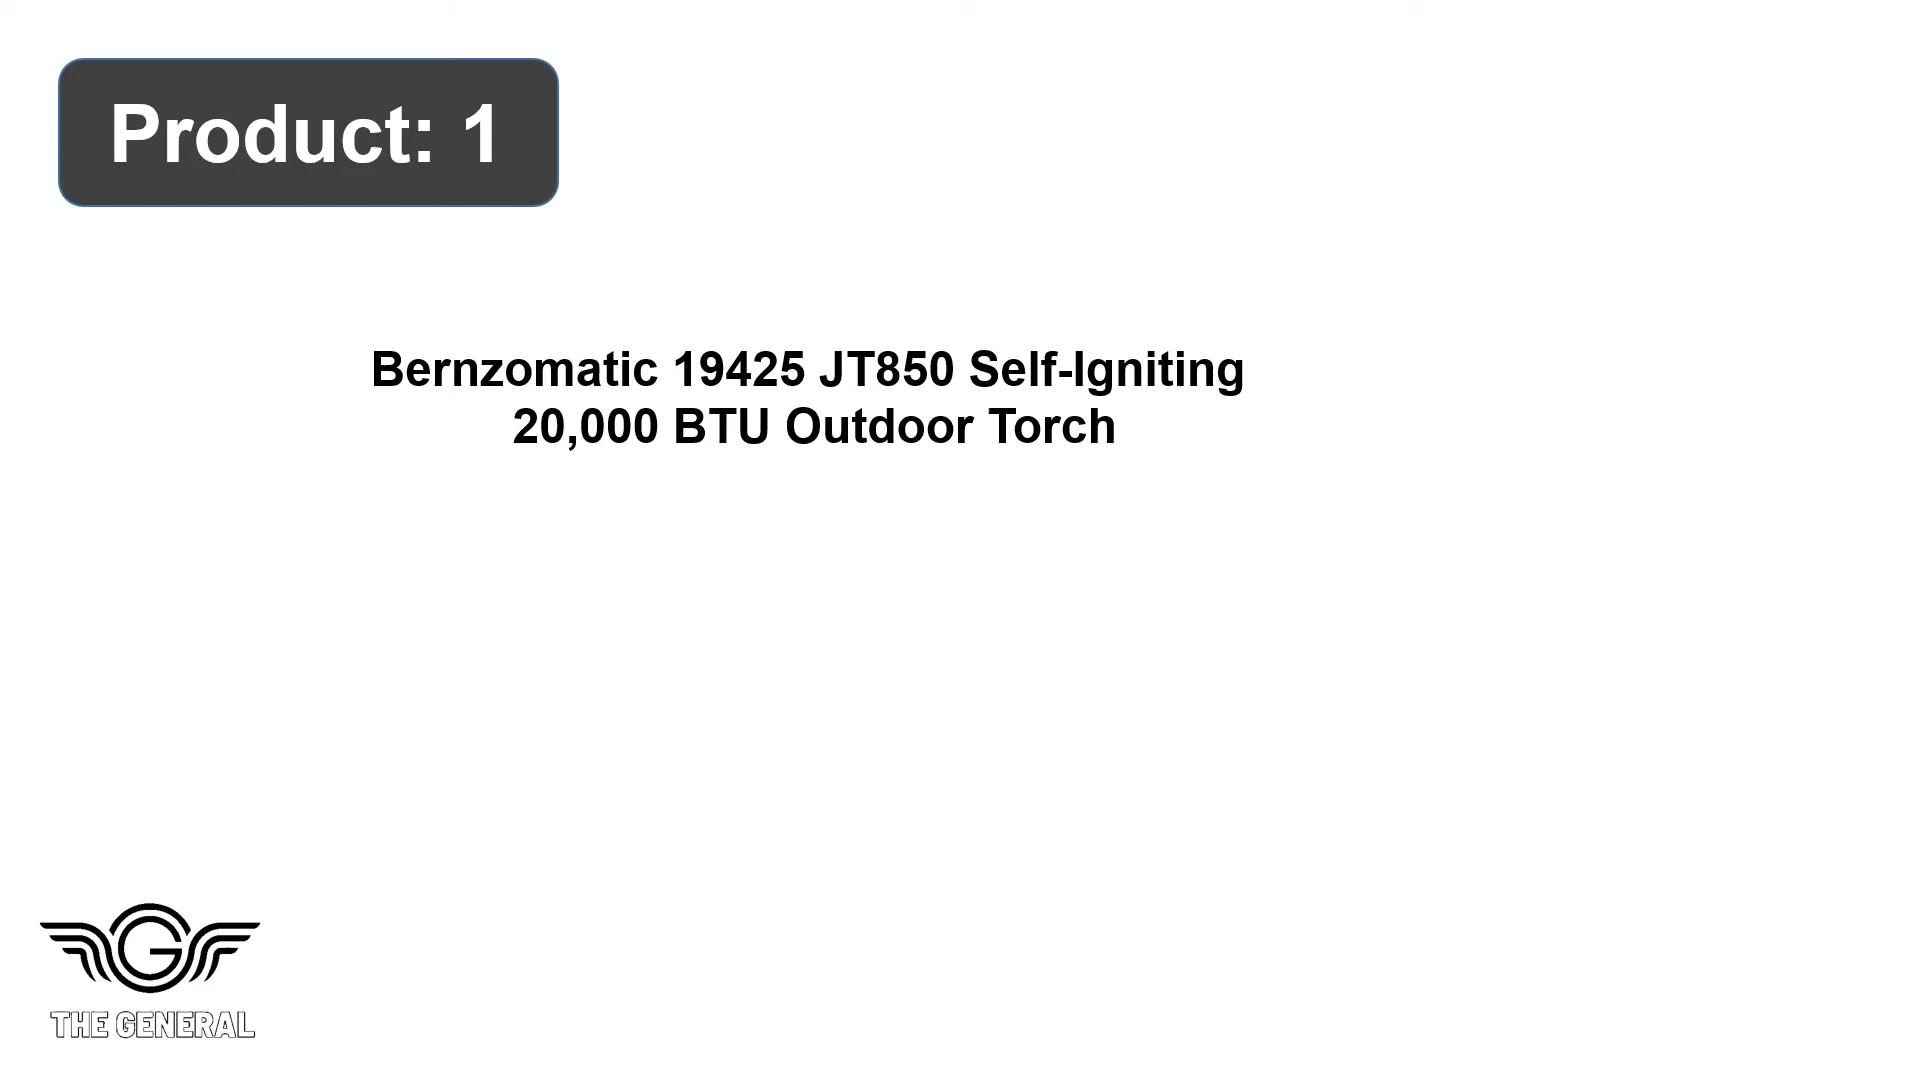 Product: 1
Bernzomatic 19425 JT850 Self-Igniting
20,000 BTU Outdoor Torch
G
THE GENERAL